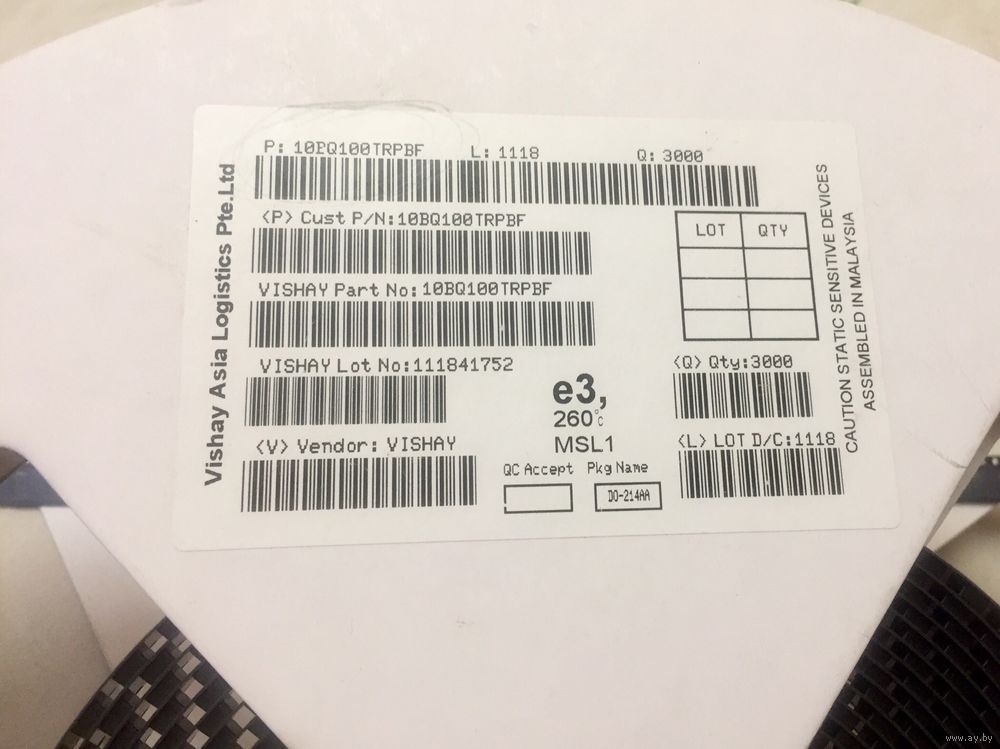 P: 10BQ100TRPBF L: 1118 Q: 3000
<P> Cust P/N:10BQ100TRPBF
VISHAY Part No:10BQ100TRPBF
VISHAY Lot No:111841752
<V> Vendor: VISHAY
Vishay Asia Logistics Pte.Ltd
e3,
260°C
MSL1
QC Accept Pkg Name
DO-214AA
LOT QTY
<Q> Qty:3000
<L> LOT D/C:1118
CAUTION STATIC SENSITIVE DEVICES
ASSEMBLED IN MALAYSIA
www.ay.by